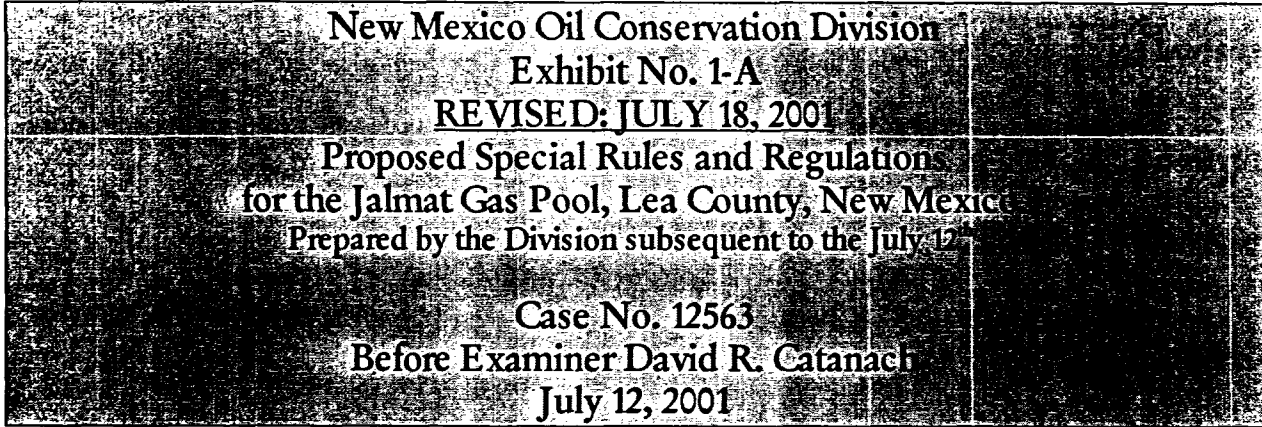 New Mexico Oil Conservation Division
Exhibit No. 1-A
REVISED: JULY 18, 2001
Proposed Special Rules and Regulations
for the Jalmat Gas Pool, Lea County, New Mexico
Prepared by the Division subsequent to the July 12th
Case No. 12563
Before Examiner David R. Catanach
July 12, 2001